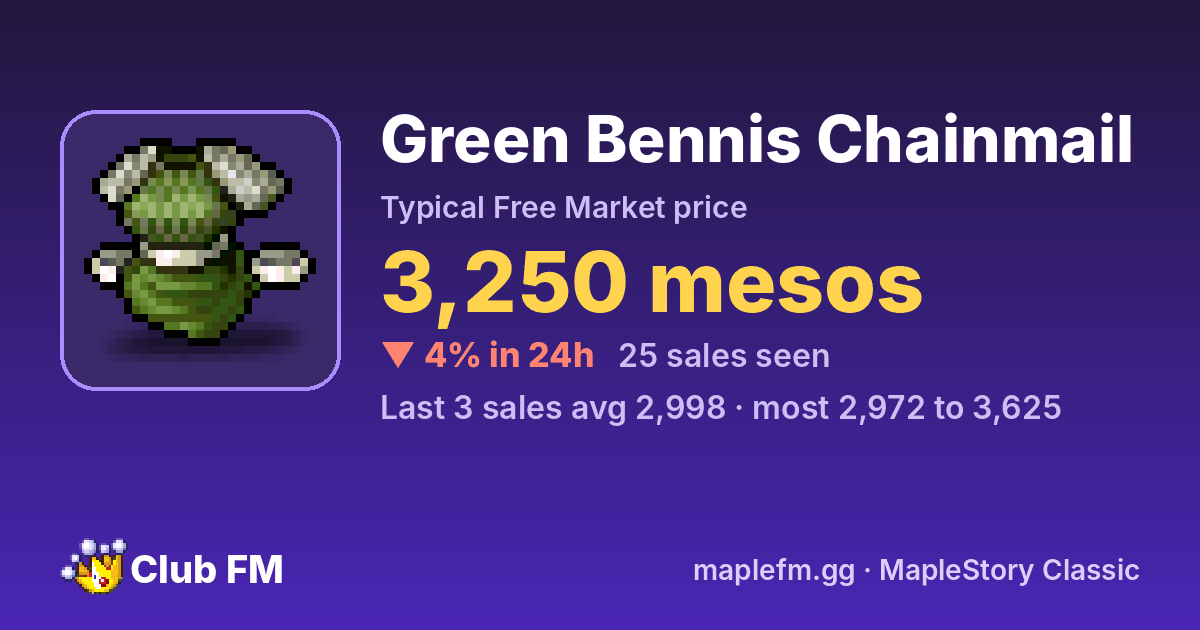 Green Bennis Chainmail
Typical Free Market price
3,250 mesos
▼ 4% in 24h 25 sales seen
Last 3 sales avg 2,998 · most 2,972 to 3,625
Club FM
maplefm.gg · MapleStory Classic